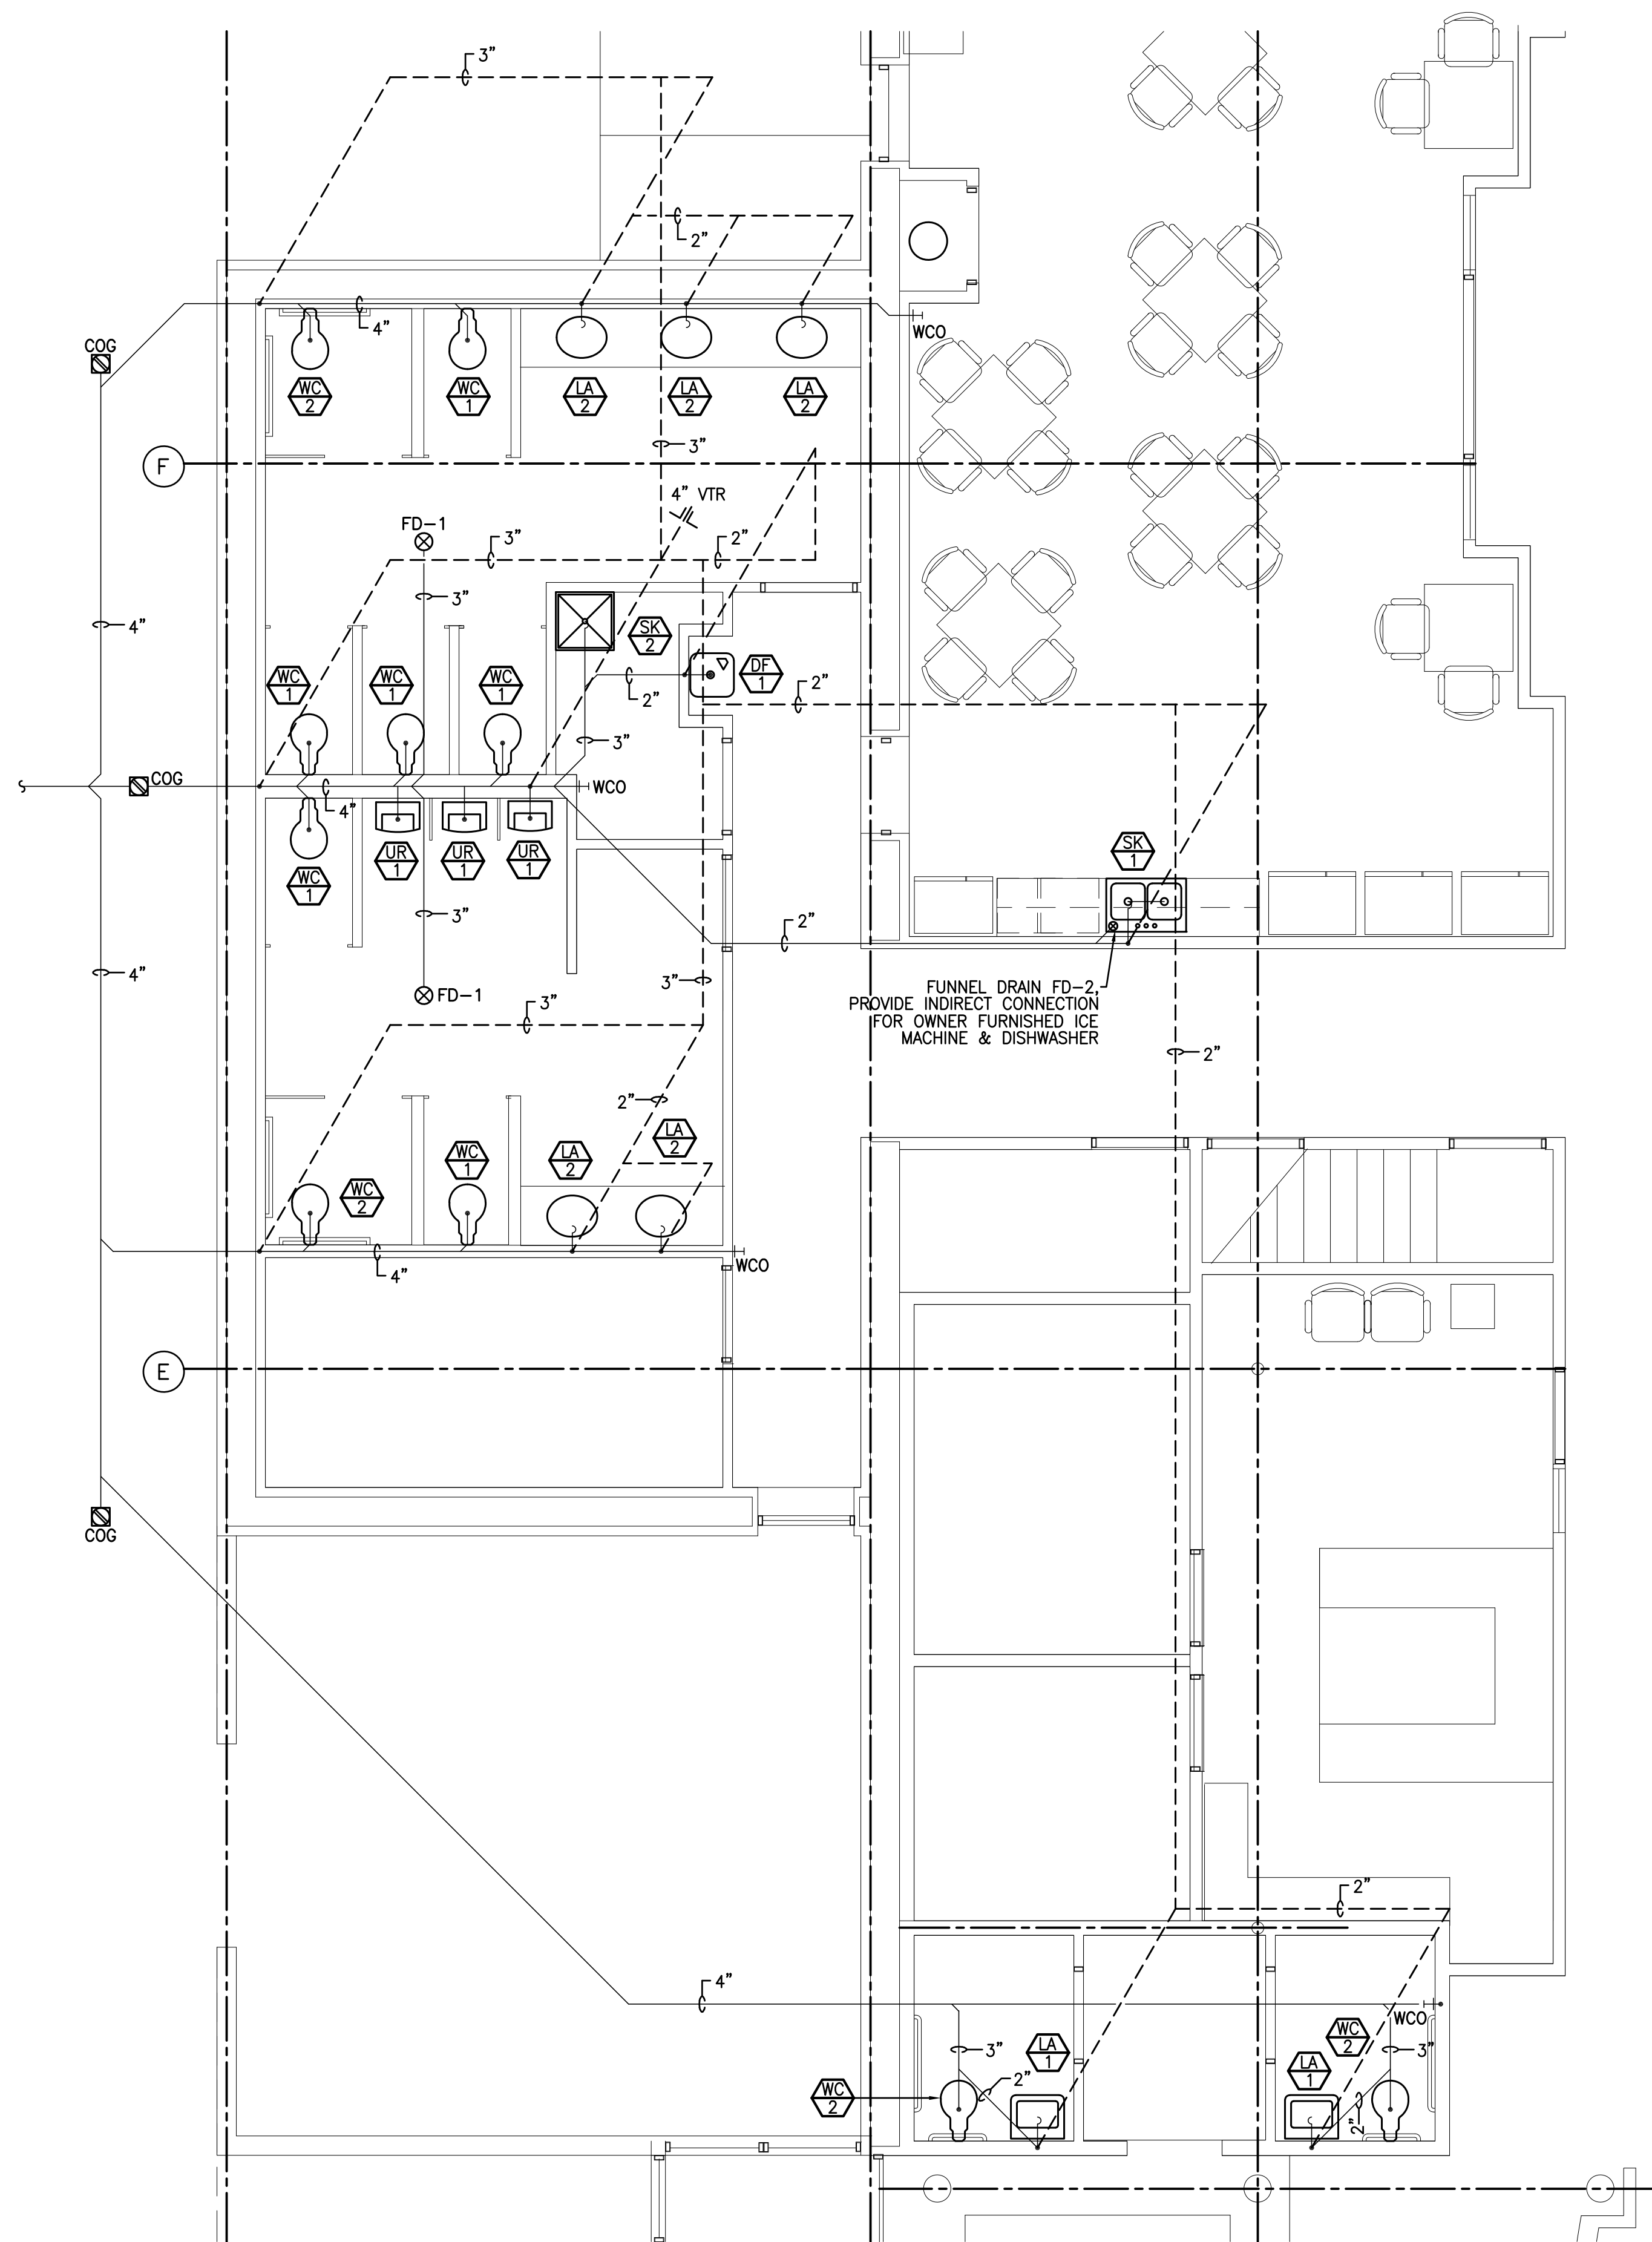 3"
2"
4"
COG
WCO
WC
2
WC
1
LA
2
LA
2
LA
2
3"
F
4" VTR
FD-1
3"
2"
3"
4"
SK
2
WC
1
WC
1
WC
1
DF
1
2"
2"
3"
COG
WCO
4"
UR
1
UR
1
UR
1
SK
1
WC
1
3"
2"
4"
3"
FD-1
3"
FUNNEL DRAIN FD-2,
PROVIDE INDIRECT CONNECTION
FOR OWNER FURNISHED ICE
MACHINE & DISHWASHER
2"
2"
LA
2
WC
1
LA
2
WC
2
WCO
4"
E
COG
2"
4"
WCO
WC
2
LA
1
3"
3"
LA
1
2"
WC
2
2"